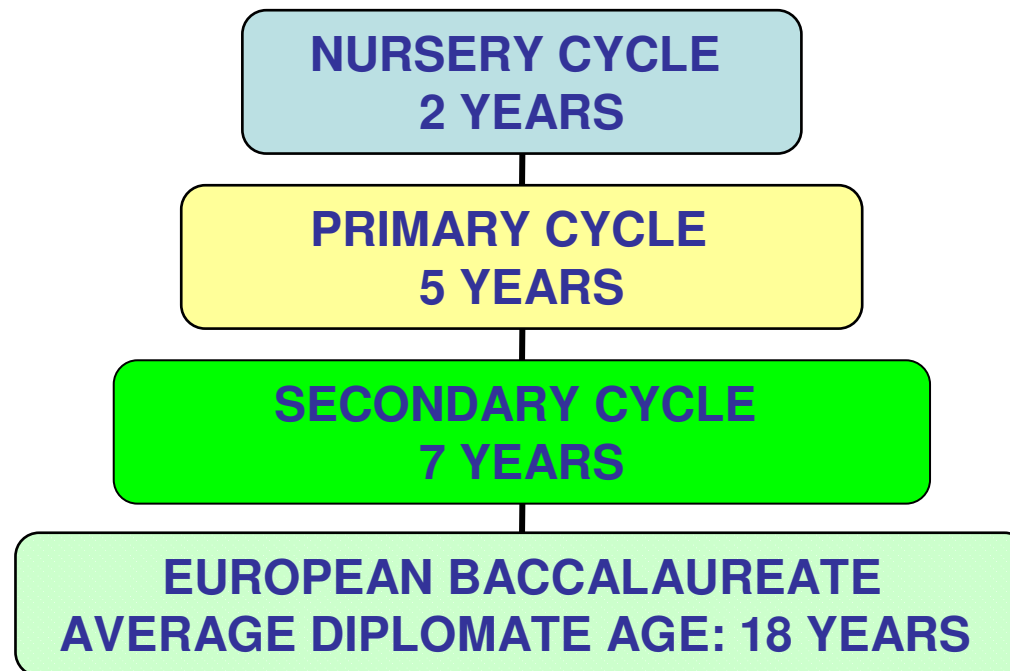 NURSERY CYCLE
2 YEARS
PRIMARY CYCLE
5 YEARS
SECONDARY CYCLE
7 YEARS
EUROPEAN BACCALAUREATE
AVERAGE DIPLOMATE AGE: 18 YEARS